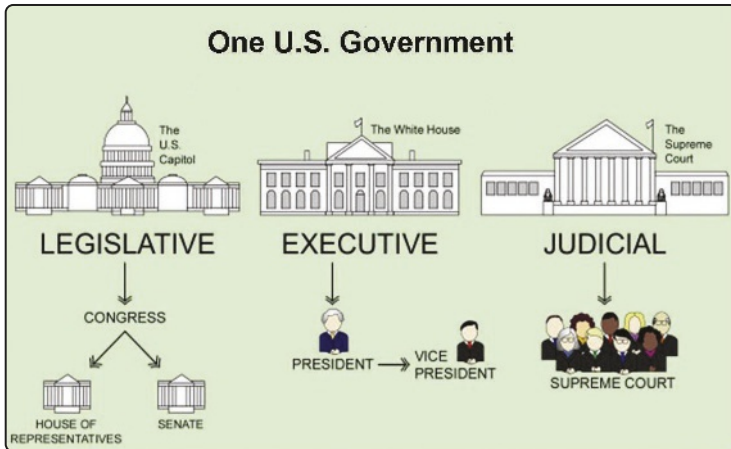 One U.S. Government
The
U.S.
Capitol
The White House
The
Supreme
Court
LEGISLATIVE
EXECUTIVE
JUDICIAL
CONGRESS
HOUSE OF
REPRESENTATIVES
SENATE
PRESIDENT
VICE
PRESIDENT
SUPREME COURT